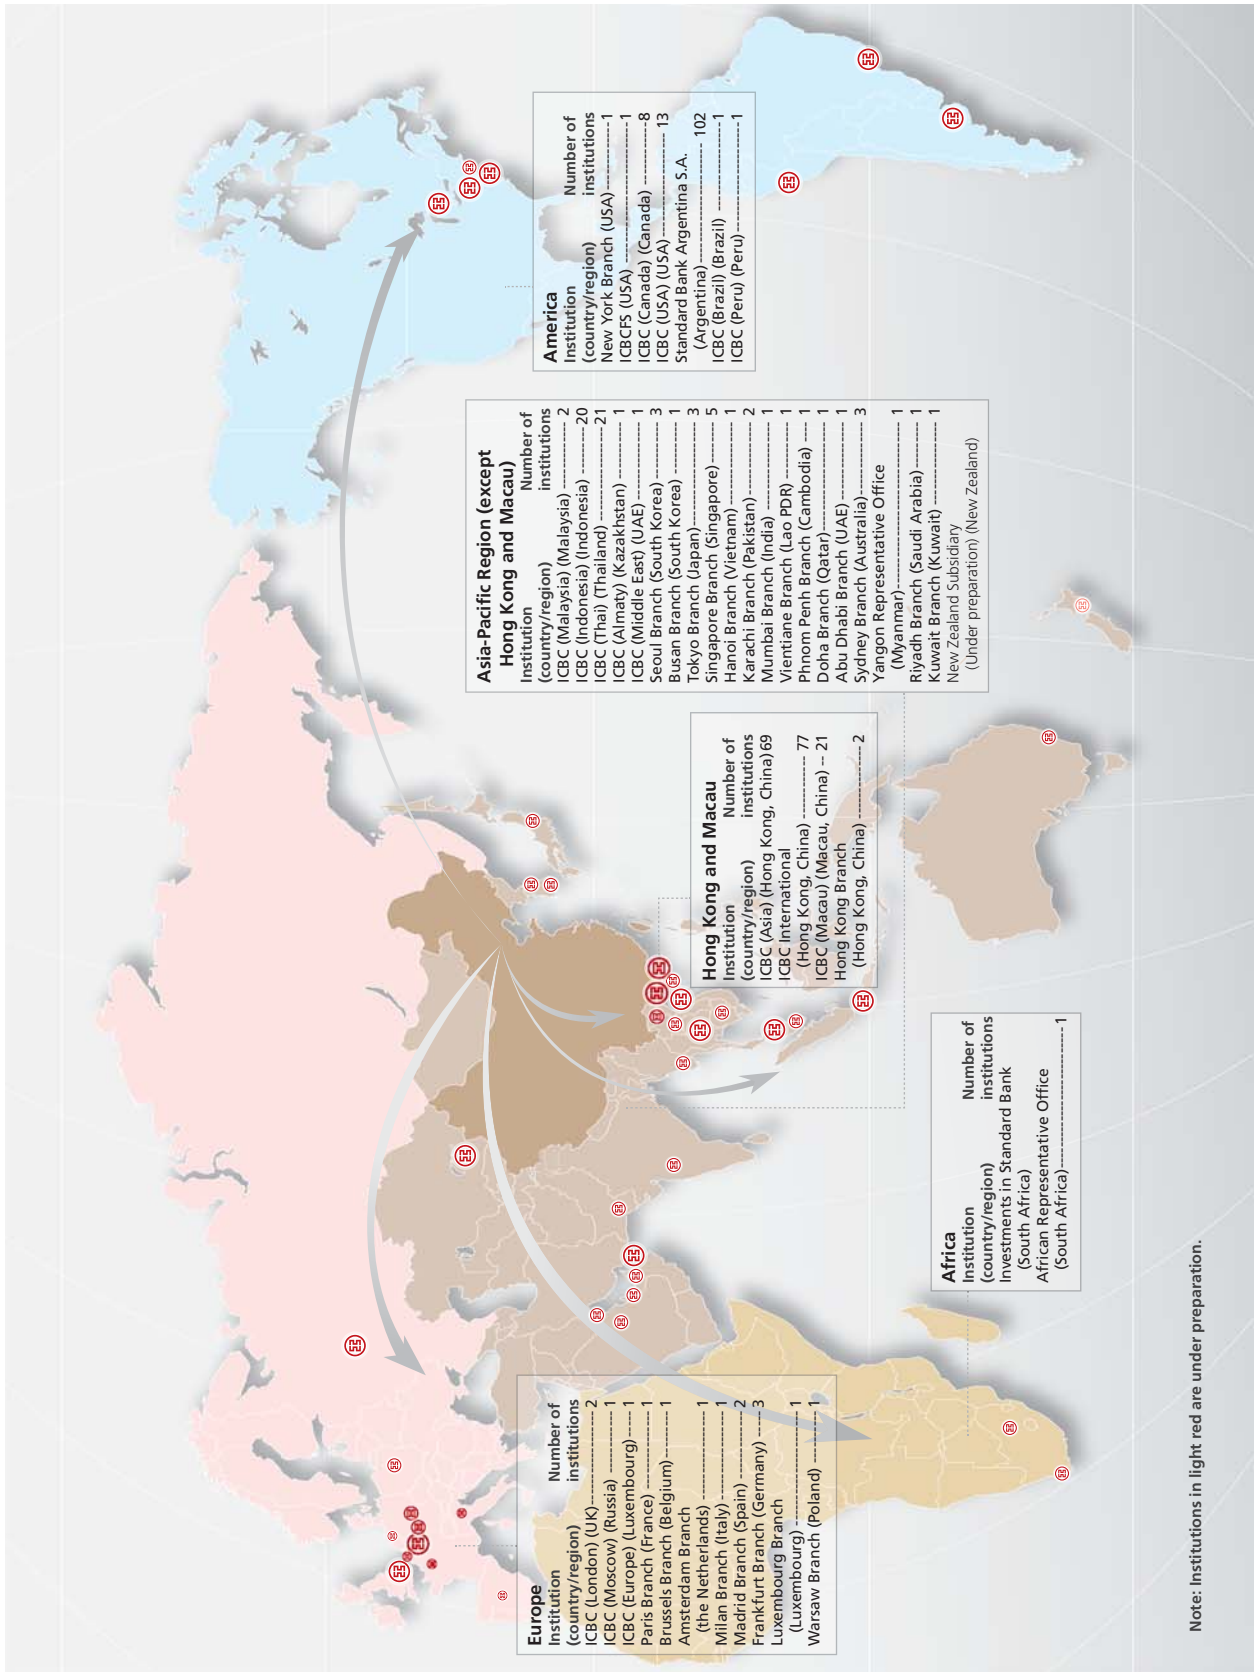 Europe
Institution Number of
(country/region) institutions
ICBC (London) (UK)--------------- 2
ICBC (Moscow) (Russia) ---------- 1
ICBC (Europe) (Luxembourg)---- 1
Paris Branch (France) ------------- 1
Brussels Branch (Belgium)-------- 1
Amsterdam Branch
(the Netherlands) --------------- 1
Milan Branch (Italy) --------------- 1
Madrid Branch (Spain) ------------ 2
Frankfurt Branch (Germany) ----- 3
Luxembourg Branch
(Luxembourg) ------------------- 1
Warsaw Branch (Poland) --------- 1
Africa
Institution Number of
(country/region) institutions
Investments in Standard Bank
(South Africa)
African Representative Office
(South Africa)---------------------- 1
Hong Kong and Macau
Institution Number of
(country/region) institutions
ICBC (Asia) (Hong Kong, China) 69
ICBC International
(Hong Kong, China) ------------ 77
ICBC (Macau) (Macau, China) -- 21
Hong Kong Branch
(Hong Kong, China) -------------- 2
Asia-Pacific Region (except
Hong Kong and Macau)
Institution Number of
(country/region) institutions
ICBC (Malaysia) (Malaysia) ------------ 2
ICBC (Indonesia) (Indonesia) -------- 20
ICBC (Thai) (Thailand) ----------------21
ICBC (Almaty) (Kazakhstan) ---------- 1
ICBC (Middle East) (UAE)-------------- 1
Seoul Branch (South Korea)----------- 3
Busan Branch (South Korea) ---------- 1
Tokyo Branch (Japan)------------------ 3
Singapore Branch (Singapore)-------- 5
Hanoi Branch (Vietnam) --------------- 1
Karachi Branch (Pakistan)------------- 2
Mumbai Branch (India) ---------------- 1
Vientiane Branch (Lao PDR) ----------- 1
Phnom Penh Branch (Cambodia) ---- 1
Doha Branch (Qatar)------------------- 1
Abu Dhabi Branch (UAE) -------------- 1
Sydney Branch (Australia)------------- 3
Yangon Representative Office
(Myanmar)----------------------------- 1
Riyadh Branch (Saudi Arabia) --------- 1
Kuwait Branch (Kuwait) --------------- 1
New Zealand Subsidiary
(Under preparation) (New Zealand)
America
Institution Number of
(country/region) institutions
New York Branch (USA) -------------1
ICBCFS (USA) --------------------------1
ICBC (Canada) (Canada) ------------8
ICBC (USA) (USA) ------------------ 13
Standard Bank Argentina S.A.
(Argentina)----------------------- 102
ICBC (Brazil) (Brazil) ----------------1
ICBC (Peru) (Peru)--------------------1
Note: Institutions in light red are under preparation.